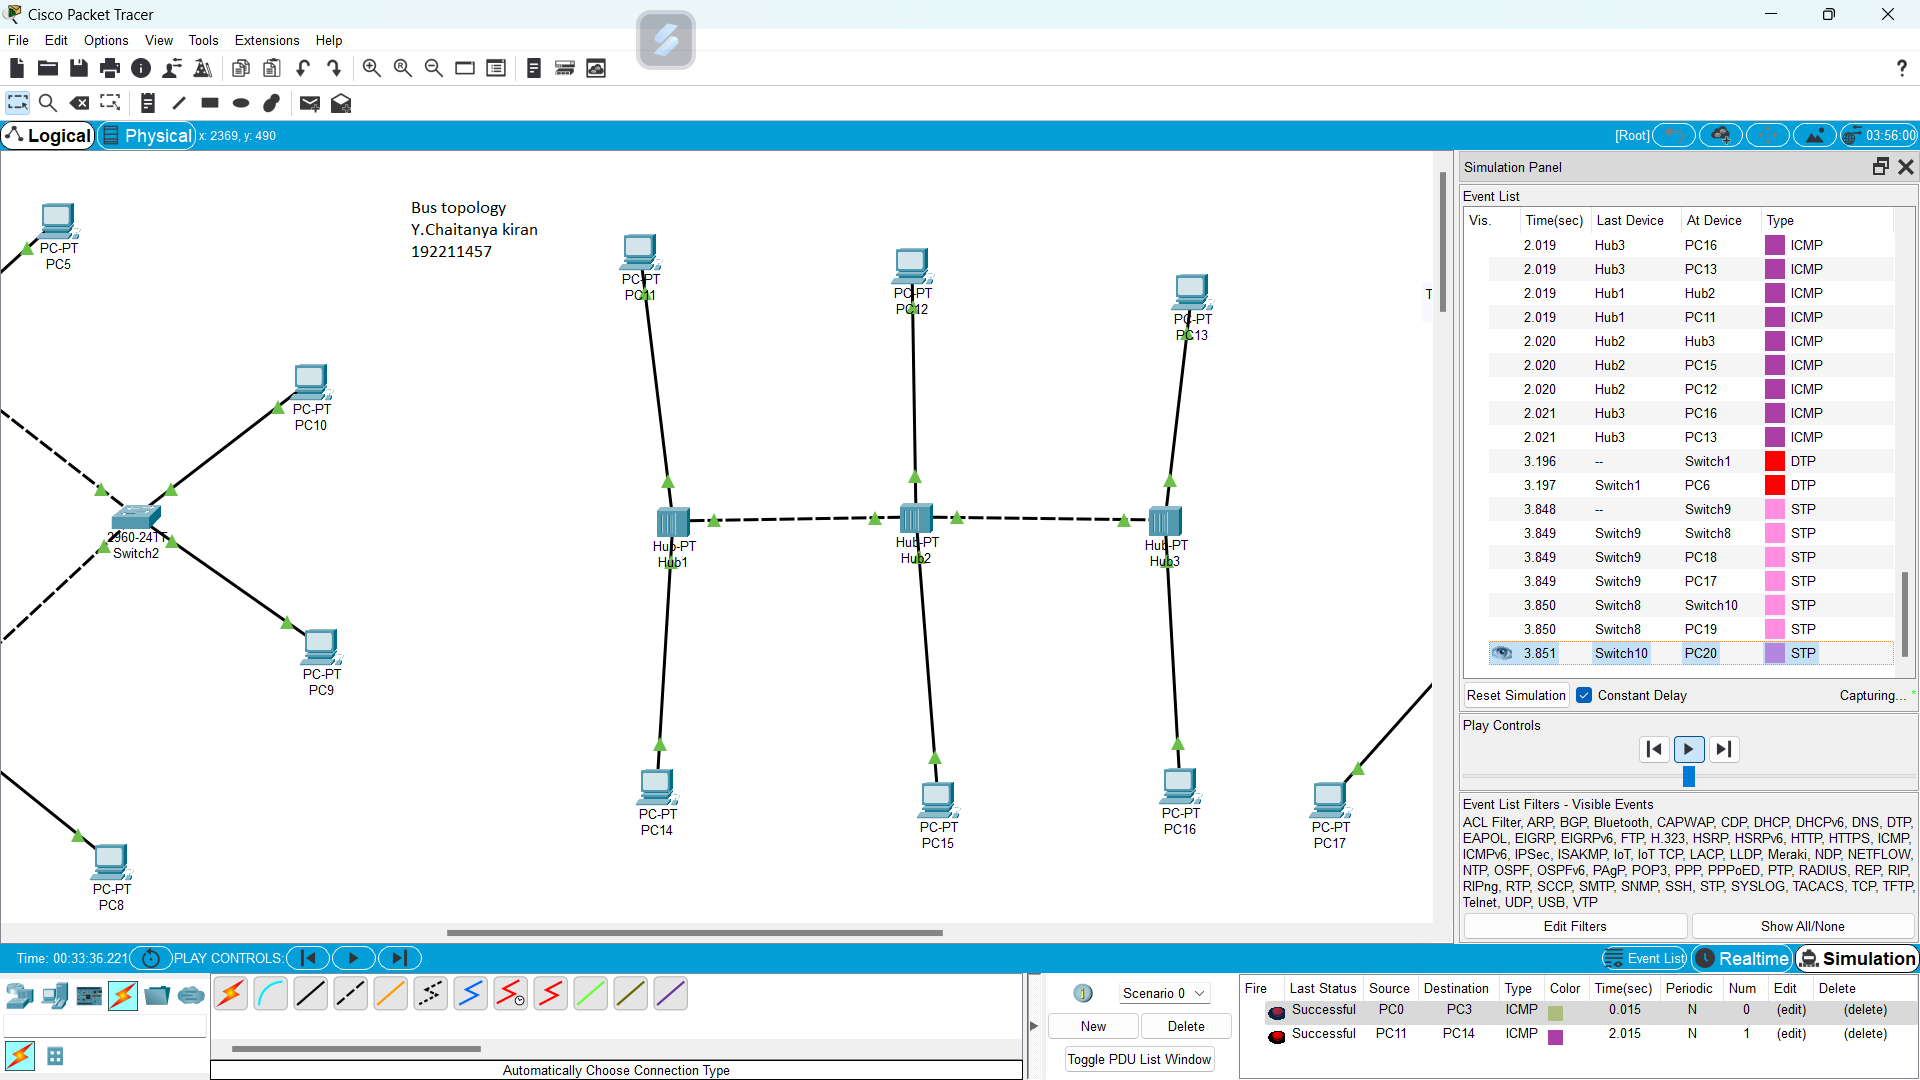 Cisco Packet Tracer
File Edit Options View Tools Extensions Help
?
Logical Physical x: 2369, y: 490 [Root] 03:56:00
Bus topology
Y.Chaitanya kiran
192211457
PC-PT
PC5
PC-PT
PC11
PC-PT
PC12
PC-PT
PC13
T
PC-PT
PC10
2960-24TT
Switch2
Hub-PT
Hub1
Hub-PT
Hub2
Hub-PT
Hub3
PC-PT
PC9
PC-PT
PC14
PC-PT
PC15
PC-PT
PC16
PC-PT
PC17
PC-PT
PC8
Simulation Panel
Event List
Vis. Time(sec) Last Device At Device Type
2.019 Hub3 PC16 ICMP
2.019 Hub3 PC13 ICMP
2.019 Hub1 Hub2 ICMP
2.019 Hub1 PC11 ICMP
2.020 Hub2 Hub3 ICMP
2.020 Hub2 PC15 ICMP
2.020 Hub2 PC12 ICMP
2.021 Hub3 PC16 ICMP
2.021 Hub3 PC13 ICMP
3.196 -- Switch1 DTP
3.197 Switch1 PC6 DTP
3.848 -- Switch9 STP
3.849 Switch9 Switch8 STP
3.849 Switch9 PC18 STP
3.849 Switch9 PC17 STP
3.850 Switch8 Switch10 STP
3.850 Switch8 PC19 STP
3.851 Switch10 PC20 STP
Reset Simulation Constant Delay Capturing... *
Play Controls
Event List Filters - Visible Events
ACL Filter, ARP, BGP, Bluetooth, CAPWAP, CDP, DHCP, DHCPv6, DNS, DTP,
EAPOL, EIGRP, EIGRPv6, FTP, H.323, HSRP, HSRPv6, HTTP, HTTPS, ICMP,
ICMPv6, IPSec, ISAKMP, IoT, IoT TCP, LACP, LLDP, Meraki, NDP, NETFLOW,
NTP, OSPF, OSPFv6, PAgP, POP3, PPP, PPPoED, PTP, RADIUS, REP, RIP,
RIPng, RTP, SCCP, SMTP, SNMP, SSH, STP, SYSLOG, TACACS, TCP, TFTP,
Telnet, UDP, USB, VTP
Edit Filters Show All/None
Time: 00:33:36.221 PLAY CONTROLS: Event List Realtime Simulation
Automatically Choose Connection Type
Scenario 0
New Delete
Toggle PDU List Window
Fire Last Status Source Destination Type Color Time(sec) Periodic Num Edit Delete
Successful PC0 PC3 ICMP 0.015 N 0 (edit) (delete)
Successful PC11 PC14 ICMP 2.015 N 1 (edit) (delete)